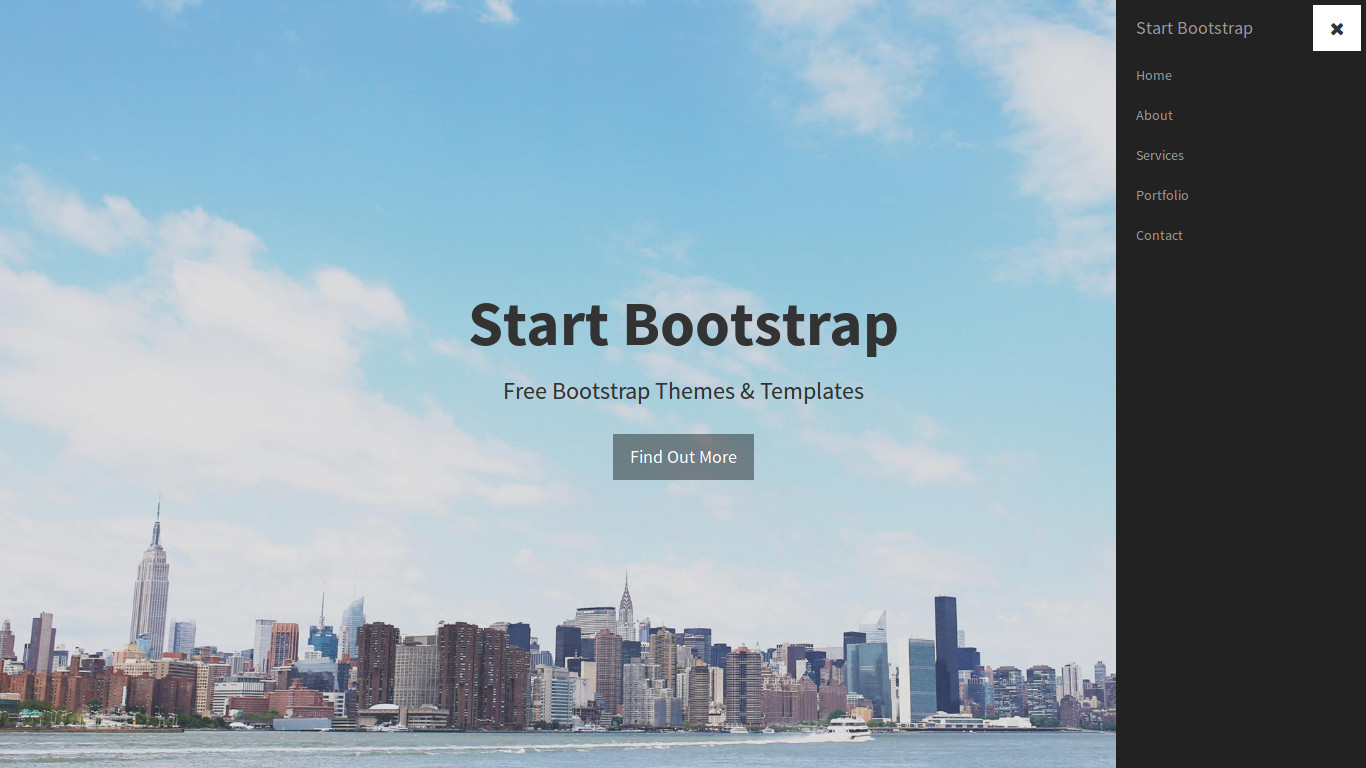 Start Bootstrap
Home
About
Services
Portfolio
Contact
Start Bootstrap
Free Bootstrap Themes & Templates
Find Out More